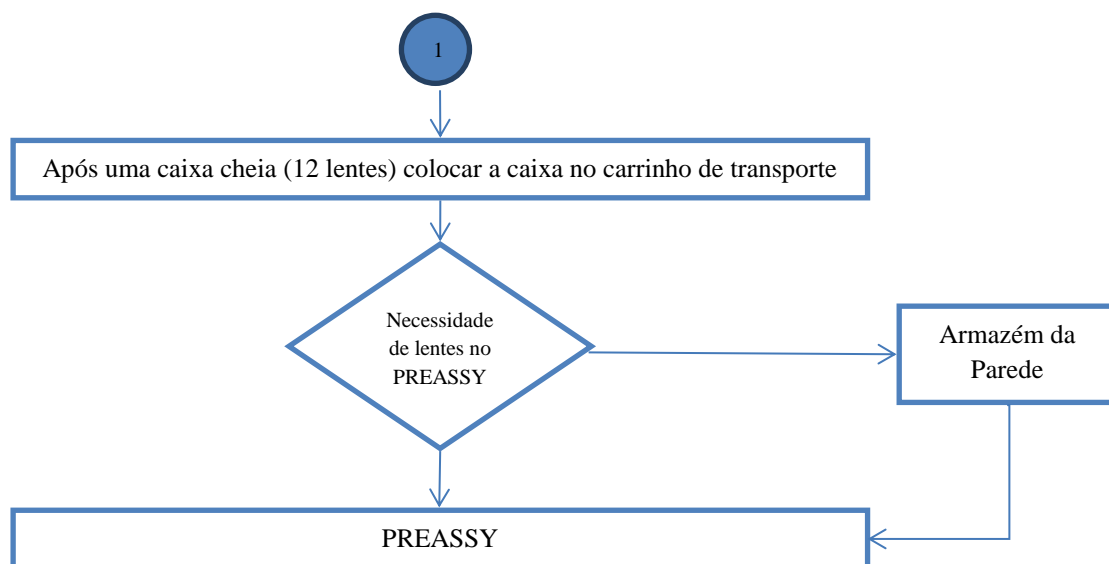 1
Após uma caixa cheia (12 lentes) colocar a caixa no carrinho de transporte
Necessidade
de lentes no
PREASSY
Armazém da
Parede
PREASSY